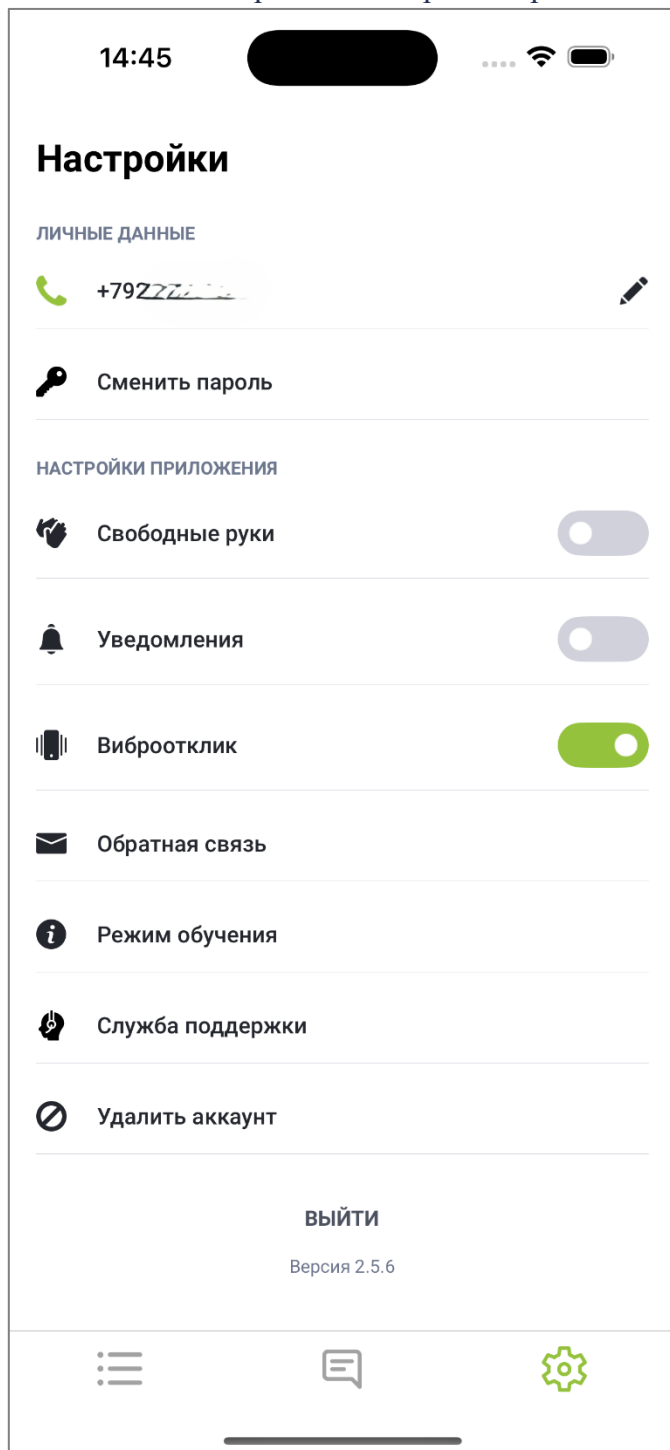 14:45
Настройки
ЛИЧНЫЕ ДАННЫЕ
+792
Сменить пароль
НАСТРОЙКИ ПРИЛОЖЕНИЯ
Свободные руки
Уведомления
Виброотклик
Обратная связь
Режим обучения
Служба поддержки
Удалить аккаунт
ВЫЙТИ
Версия 2.5.6